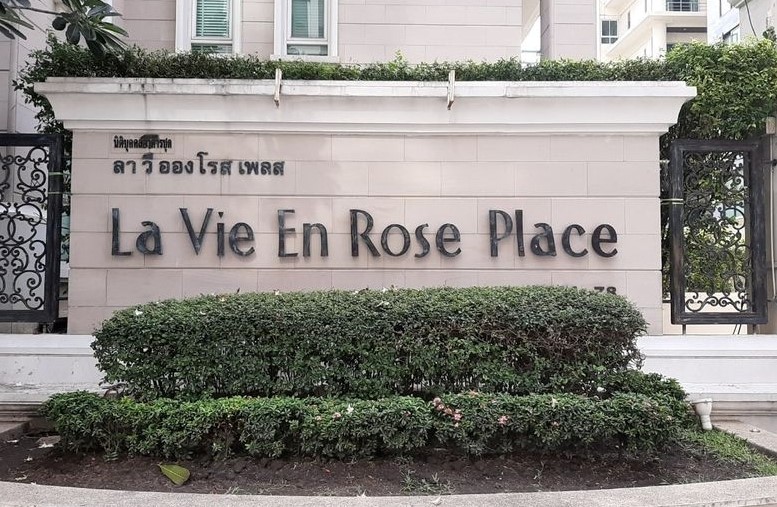 นิติบุคคลอาคารชุด
ลา วี อองโรส เพลส
La Vie En Rose Place
38